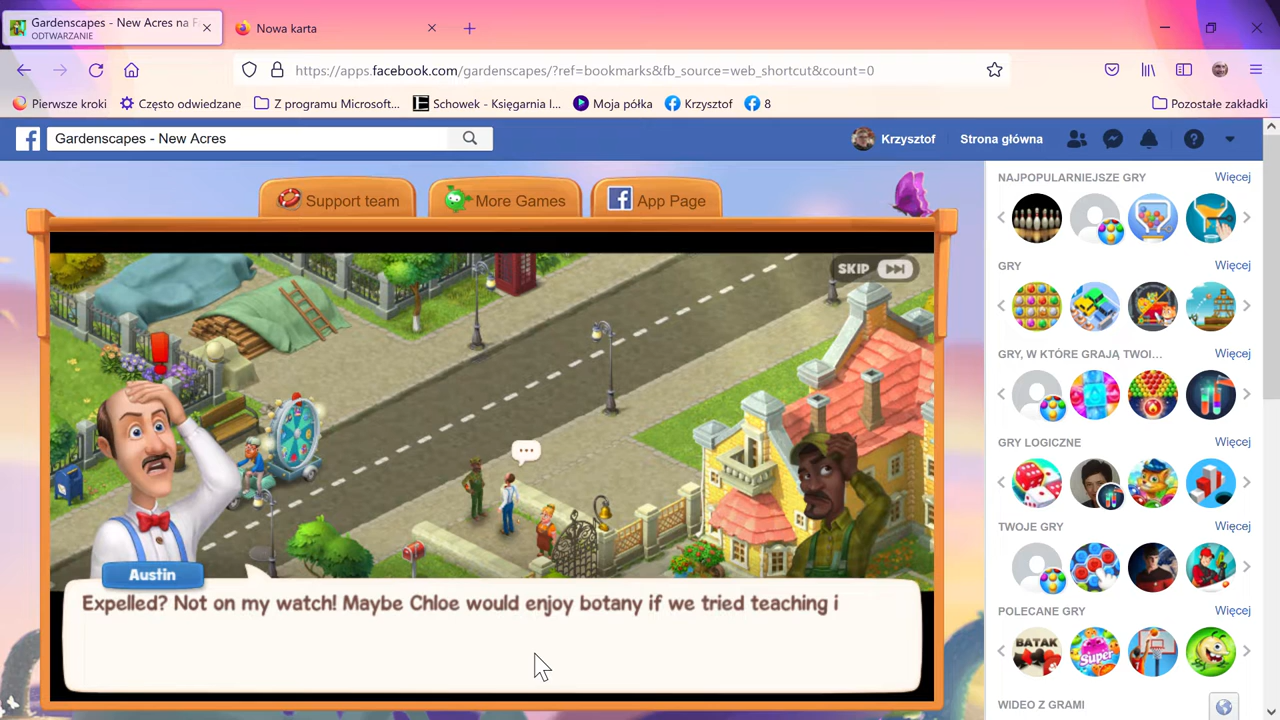 Gardenscapes - New Acres na F
ODTWARZANIE
Nowa karta
https://apps.facebook.com/gardenscapes/?ref=bookmarks&fb_source=web_shortcut&count=0
Pierwsze kroki
Często odwiedzane
Z programu Microsoft...
Schowek - Księgarnia I...
Moja półka
Krzysztof
8
Pozostałe zakładki
Gardenscapes - New Acres
Krzysztof
Strona główna
Support team
More Games
App Page
SKIP
Austin
Expelled? Not on my watch! Maybe Chloe would enjoy botany if we tried teaching i
NAJPOPULARNIEJSZE GRY
Więcej
GRY
Więcej
GRY, W KTÓRE GRAJĄ TWOI...
Więcej
GRY LOGICZNE
Więcej
TWOJE GRY
Więcej
POLECANE GRY
Więcej
BATAK
Super
WIDEO Z GRAMI